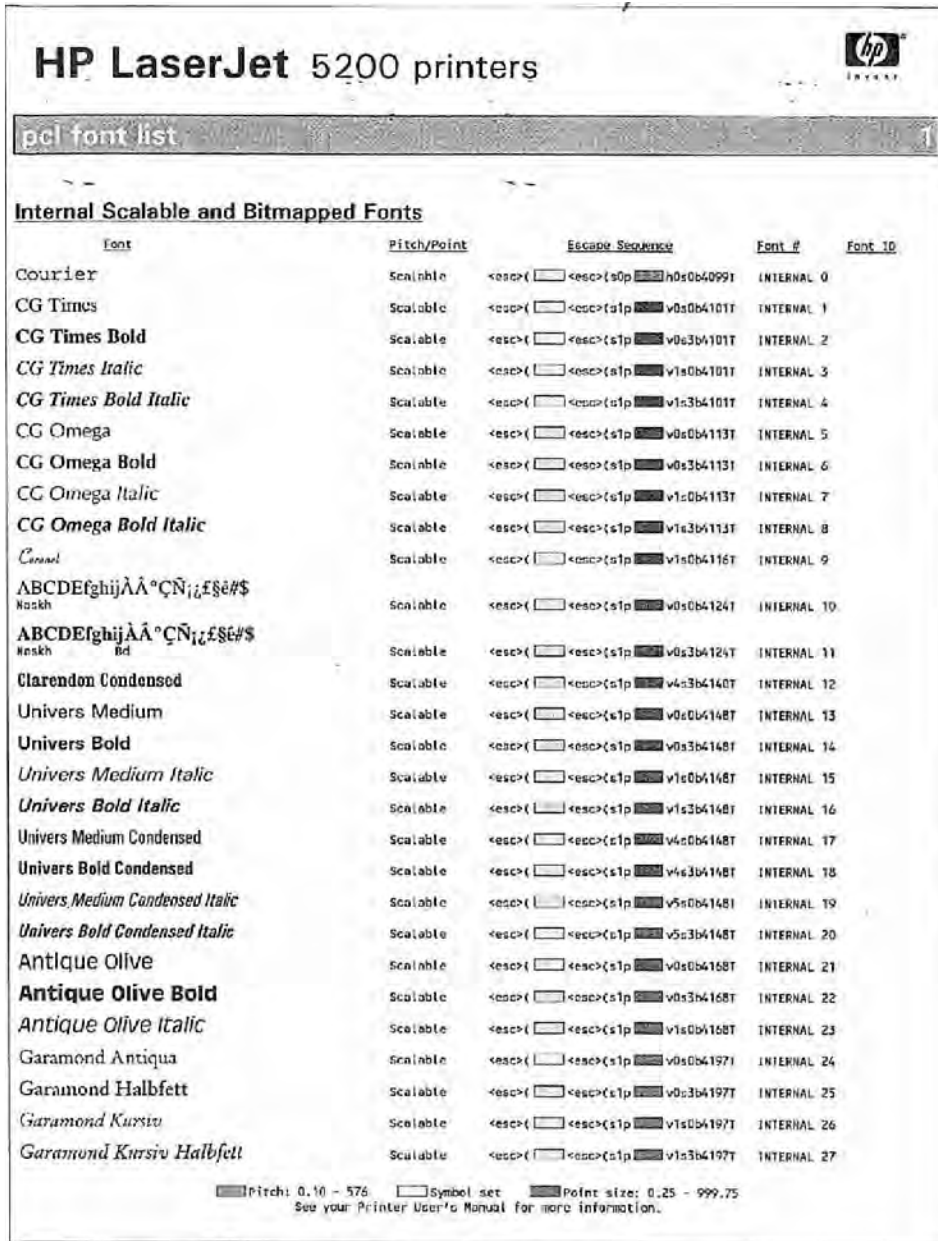 HP LaserJet 5200 printers
hp
invent
pcl font list 1
Internal Scalable and Bitmapped Fonts
Font Pitch/Point Escape Sequence Font # Font ID
Courier Scalable <esc>( <esc>(s0p h0s0b4099T INTERNAL 0
CG Times Scalable <esc>( <esc>(s1p v0s0b4101T INTERNAL 1
CG Times Bold Scalable <esc>( <esc>(s1p v0s3b4101T INTERNAL 2
CG Times Italic Scalable <esc>( <esc>(s1p v1s0b4101T INTERNAL 3
CG Times Bold Italic Scalable <esc>( <esc>(s1p v1s3b4101T INTERNAL 4
CG Omega Scalable <esc>( <esc>(s1p v0s0b4113T INTERNAL 5
CG Omega Bold Scalable <esc>( <esc>(s1p v0s3b4113T INTERNAL 6
CG Omega Italic Scalable <esc>( <esc>(s1p v1s0b4113T INTERNAL 7
CG Omega Bold Italic Scalable <esc>( <esc>(s1p v1s3b4113T INTERNAL 8
Coronet Scalable <esc>( <esc>(s1p v1s0b4116T INTERNAL 9
ABCDEfghijÀÂ°ÇÑ¡¿£§ê#$
Naskh Scalable <esc>( <esc>(s1p v0s0b4124T INTERNAL 10
ABCDEfghijÀÂ°ÇÑ¡¿£§ê#$
Naskh Bd Scalable <esc>( <esc>(s1p v0s3b4124T INTERNAL 11
Clarendon Condensed Scalable <esc>( <esc>(s1p v4s3b4140T INTERNAL 12
Univers Medium Scalable <esc>( <esc>(s1p v0s0b4148T INTERNAL 13
Univers Bold Scalable <esc>( <esc>(s1p v0s3b4148T INTERNAL 14
Univers Medium Italic Scalable <esc>( <esc>(s1p v1s0b4148T INTERNAL 15
Univers Bold Italic Scalable <esc>( <esc>(s1p v1s3b4148T INTERNAL 16
Univers Medium Condensed Scalable <esc>( <esc>(s1p v4s0b4148T INTERNAL 17
Univers Bold Condensed Scalable <esc>( <esc>(s1p v4s3b4148T INTERNAL 18
Univers Medium Condensed Italic Scalable <esc>( <esc>(s1p v5s0b4148T INTERNAL 19
Univers Bold Condensed Italic Scalable <esc>( <esc>(s1p v5s3b4148T INTERNAL 20
Antique Olive Scalable <esc>( <esc>(s1p v0s0b4168T INTERNAL 21
Antique Olive Bold Scalable <esc>( <esc>(s1p v0s3b4168T INTERNAL 22
Antique Olive Italic Scalable <esc>( <esc>(s1p v1s0b4168T INTERNAL 23
Garamond Antiqua Scalable <esc>( <esc>(s1p v0s0b4197T INTERNAL 24
Garamond Halbfett Scalable <esc>( <esc>(s1p v0s3b4197T INTERNAL 25
Garamond Kursiv Scalable <esc>( <esc>(s1p v1s0b4197T INTERNAL 26
Garamond Kursiv Halbfett Scalable <esc>( <esc>(s1p v1s3b4197T INTERNAL 27
Pitch: 0.10 - 576 Symbol set Point size: 0.25 - 999.75
See your Printer User's Manual for more information.